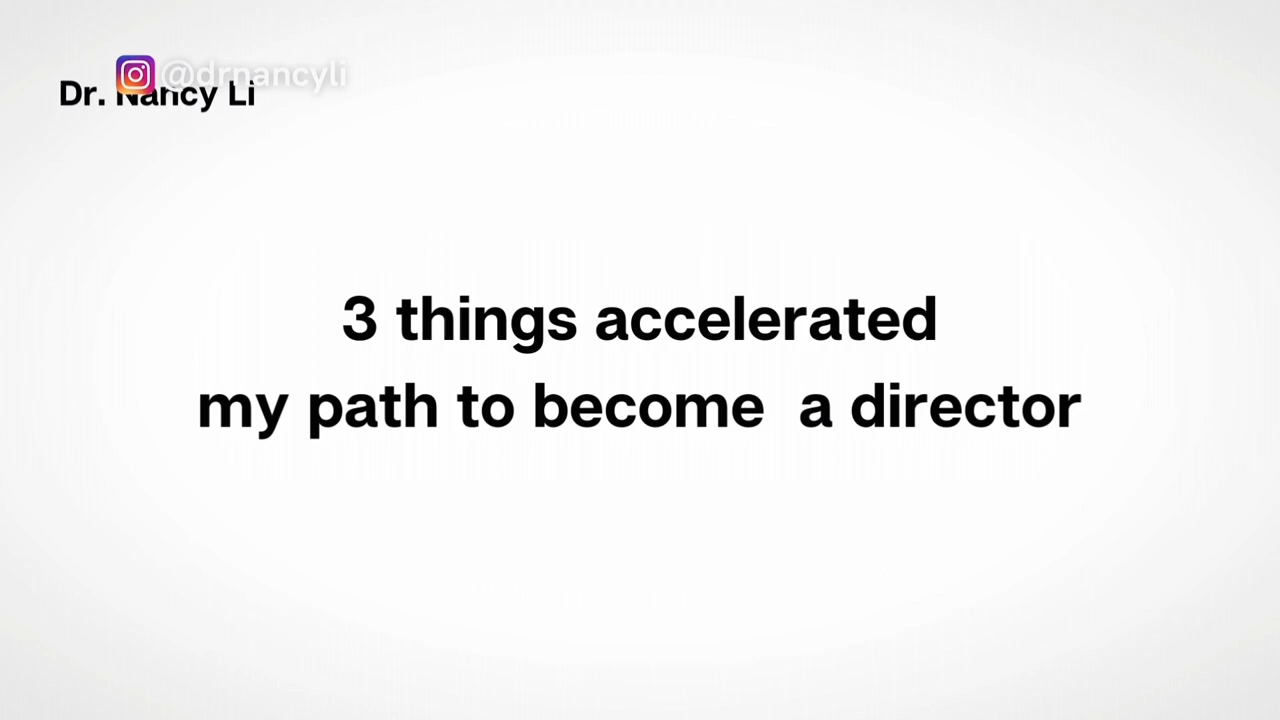 @drnancyli
Dr. Nancy Li
3 things accelerated
my path to become  a director